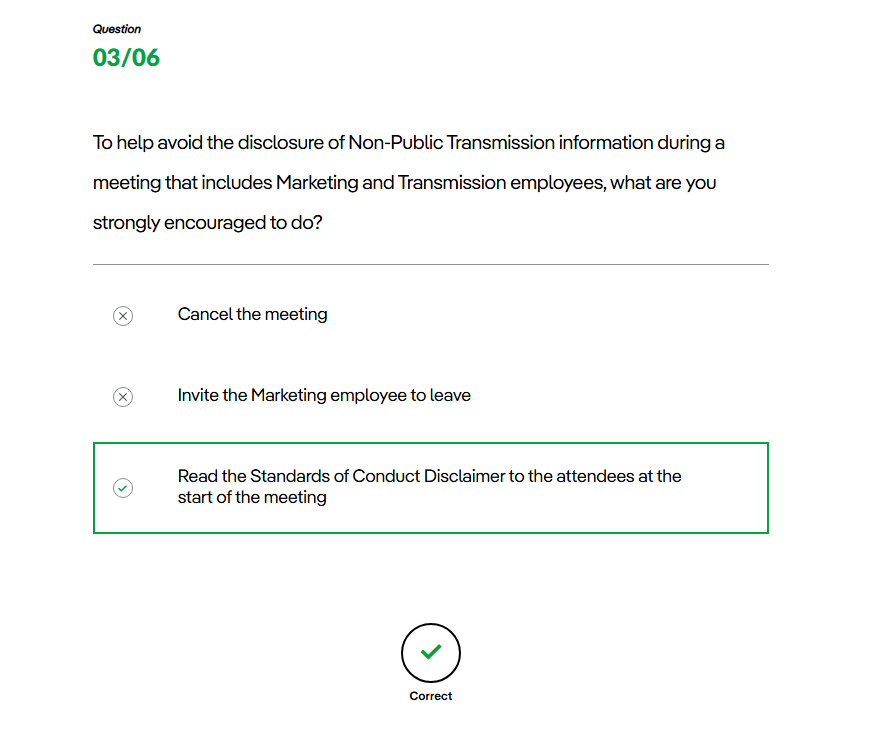 Question
03/06
To help avoid the disclosure of Non-Public Transmission information during a
meeting that includes Marketing and Transmission employees, what are you
strongly encouraged to do?
Cancel the meeting
Invite the Marketing employee to leave
Read the Standards of Conduct Disclaimer to the attendees at the
start of the meeting
Correct